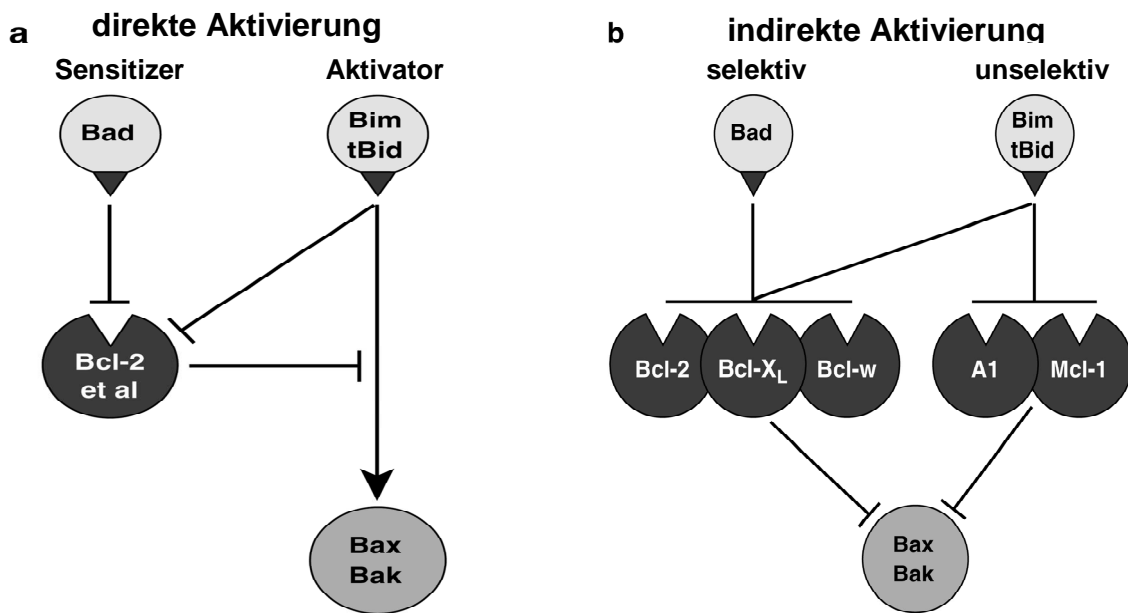 a direkte Aktivierung
Sensitizer Aktivator
Bad
Bim
tBid
Bcl-2
et al
Bax
Bak
b indirekte Aktivierung
selektiv unselektiv
Bad
Bim
tBid
Bcl-2 Bcl-XL Bcl-w A1 Mcl-1
Bax
Bak